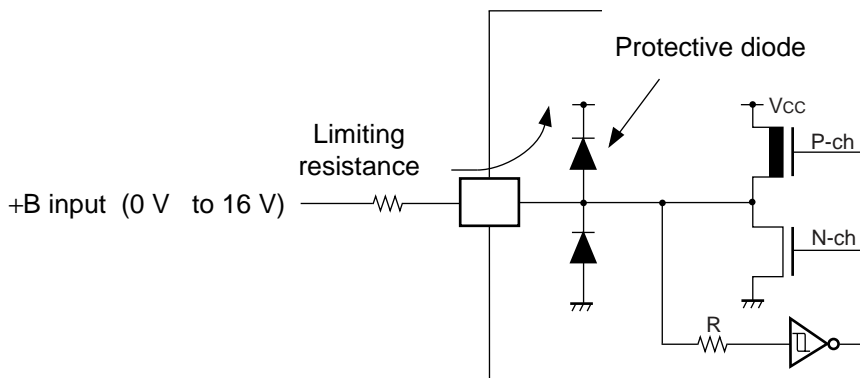 Protective diode
VCC
P-ch
Limiting
resistance
+B input (0 V to 16 V)
N-ch
R